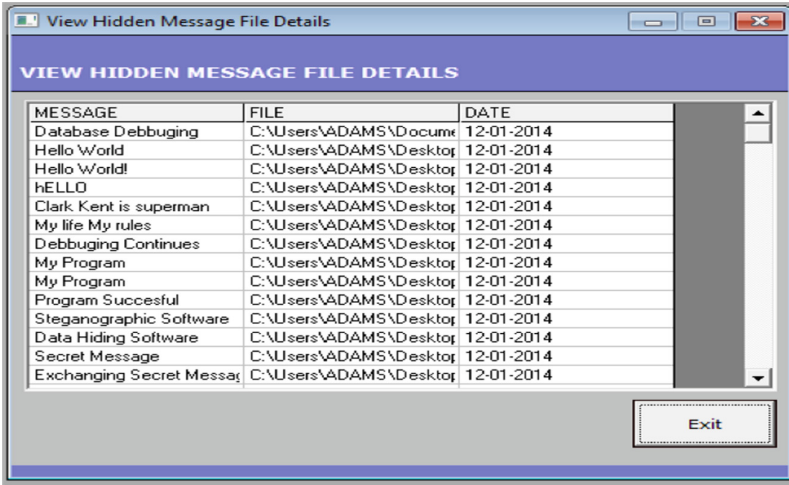 View Hidden Message File Details
VIEW HIDDEN MESSAGE FILE DETAILS
MESSAGE FILE DATE
Database Debbuging C:\Users\ADAMS\Docume 12-01-2014
Hello World C:\Users\ADAMS\Desktop 12-01-2014
Hello World! C:\Users\ADAMS\Desktop 12-01-2014
hELLO C:\Users\ADAMS\Desktop 12-01-2014
Clark Kent is superman C:\Users\ADAMS\Desktop 12-01-2014
My life My rules C:\Users\ADAMS\Desktop 12-01-2014
Debbuging Continues C:\Users\ADAMS\Desktop 12-01-2014
My Program C:\Users\ADAMS\Desktop 12-01-2014
My Program C:\Users\ADAMS\Desktop 12-01-2014
Program Succesful C:\Users\ADAMS\Desktop 12-01-2014
Steganographic Software C:\Users\ADAMS\Desktop 12-01-2014
Data Hiding Software C:\Users\ADAMS\Desktop 12-01-2014
Secret Message C:\Users\ADAMS\Desktop 12-01-2014
Exchanging Secret Messag C:\Users\ADAMS\Desktop 12-01-2014
Exit